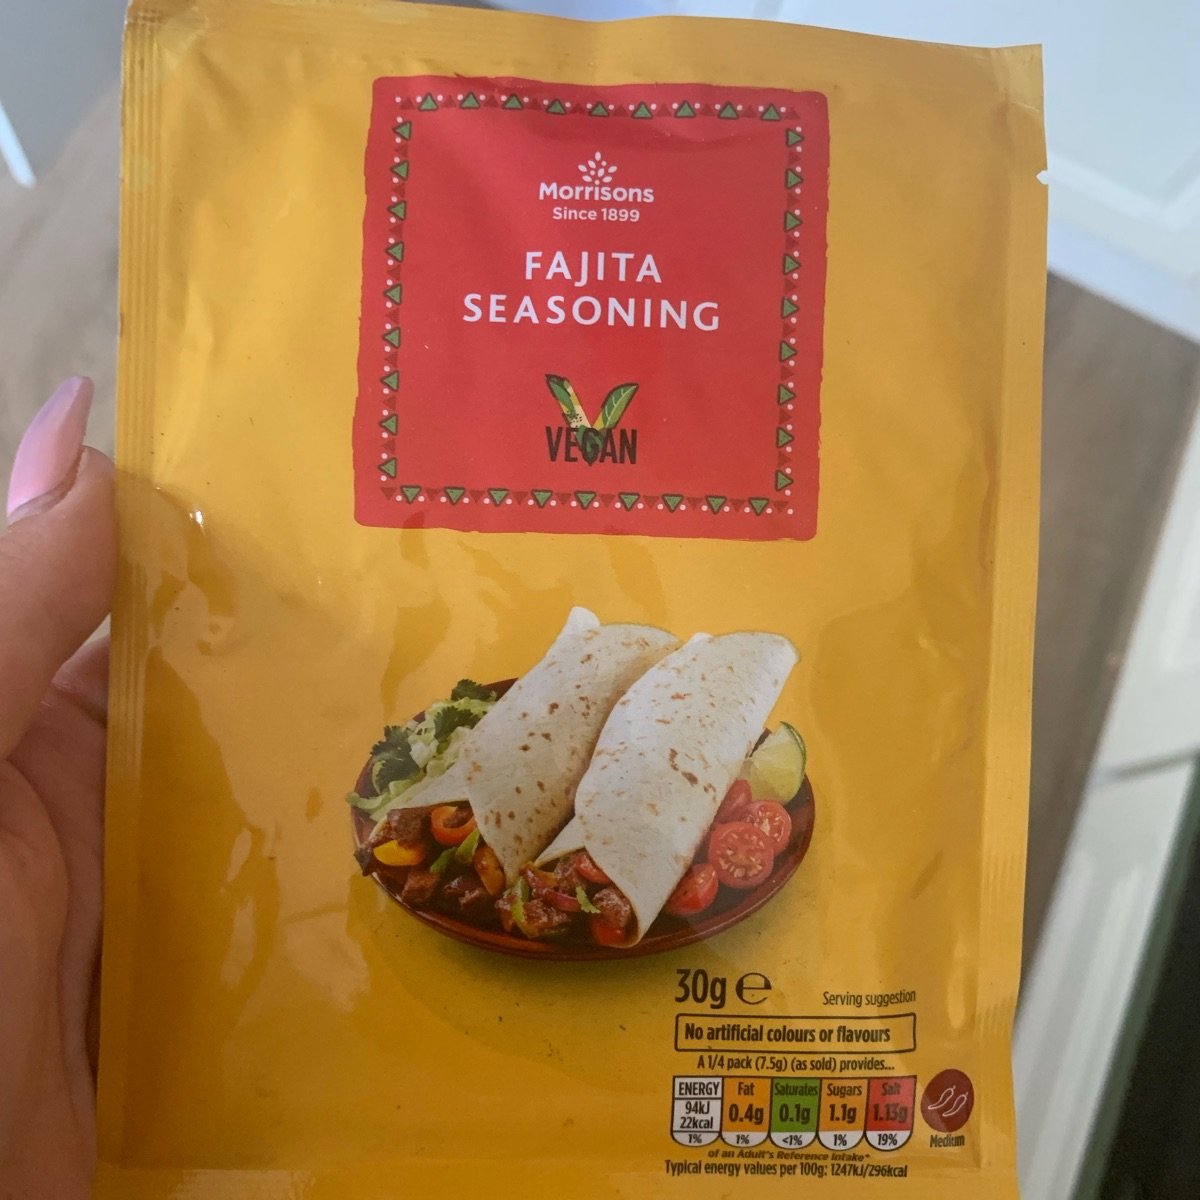 Morrisons
Since 1899
FAJITA
SEASONING
VEGAN
30g ℮
Serving suggestion
No artificial colours or flavours
A 1/4 pack (7.5g) (as sold) provides...
ENERGY Fat Saturates Sugars Salt
94kJ
22kcal 0.4g 0.1g 1.1g 1.13g
1% 1% <1% 1% 19%
Medium
of an Adult's Reference Intake*
Typical energy values per 100g: 1247kJ/296kcal